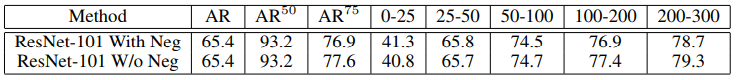 Method AR AR50 AR75 0-25 25-50 50-100 100-200 200-300
ResNet-101 With Neg 65.4 93.2 76.9 41.3 65.8 74.5 76.9 78.7
ResNet-101 W/o Neg 65.4 93.2 77.6 40.8 65.7 74.7 77.4 79.3